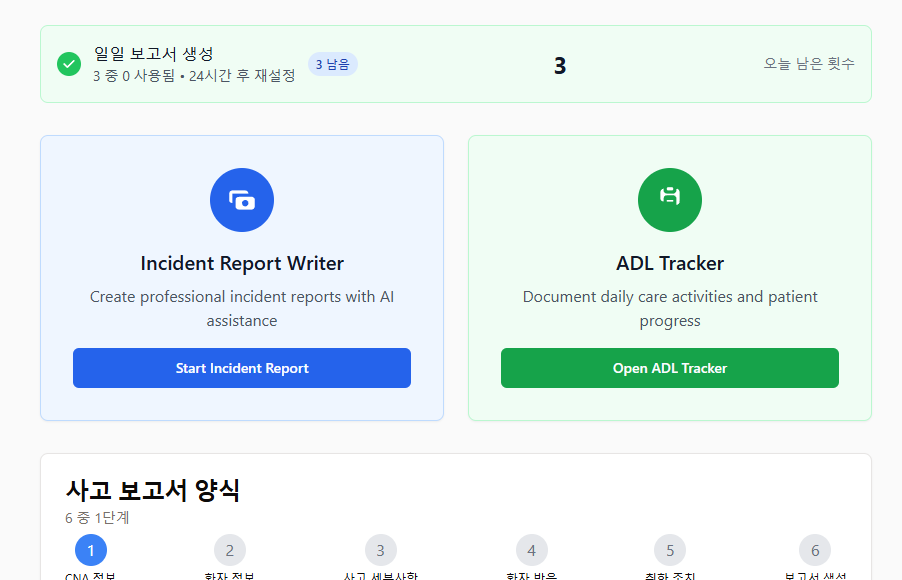 일일 보고서 생성
3 중 0 사용됨 • 24시간 후 재설정
3 남음
3
오늘 남은 횟수
Incident Report Writer
Create professional incident reports with AI
assistance
Start Incident Report
ADL Tracker
Document daily care activities and patient
progress
Open ADL Tracker
사고 보고서 양식
6 중 1단계
1 2 3 4 5 6
CNA 정보 환자 정보 사고 세부사항 환자 반응 취한 조치 보고서 생성